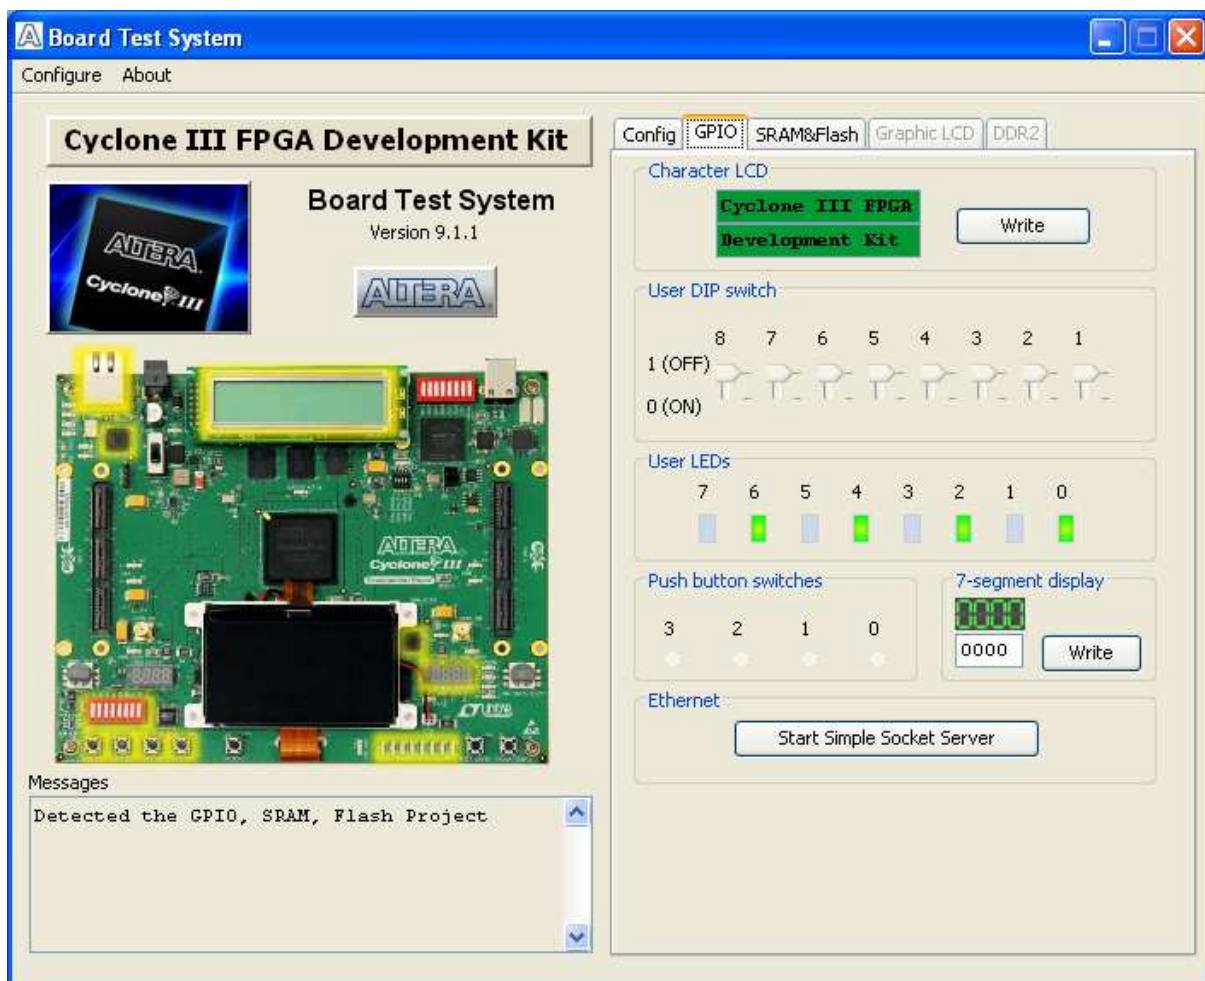 Board Test System
Configure About
Cyclone III FPGA Development Kit
ALTERA
Cyclone III
Board Test System
Version 9.1.1
ALTERA
ALTERA
Cyclone III
Messages
Detected the GPIO, SRAM, Flash Project
Config GPIO SRAM&Flash Graphic LCD DDR2
Character LCD
Cyclone III FPGA
Development Kit
Write
User DIP switch
8 7 6 5 4 3 2 1
1 (OFF)
0 (ON)
User LEDs
7 6 5 4 3 2 1 0
Push button switches
3 2 1 0
7-segment display
0000
Write
Ethernet
Start Simple Socket Server